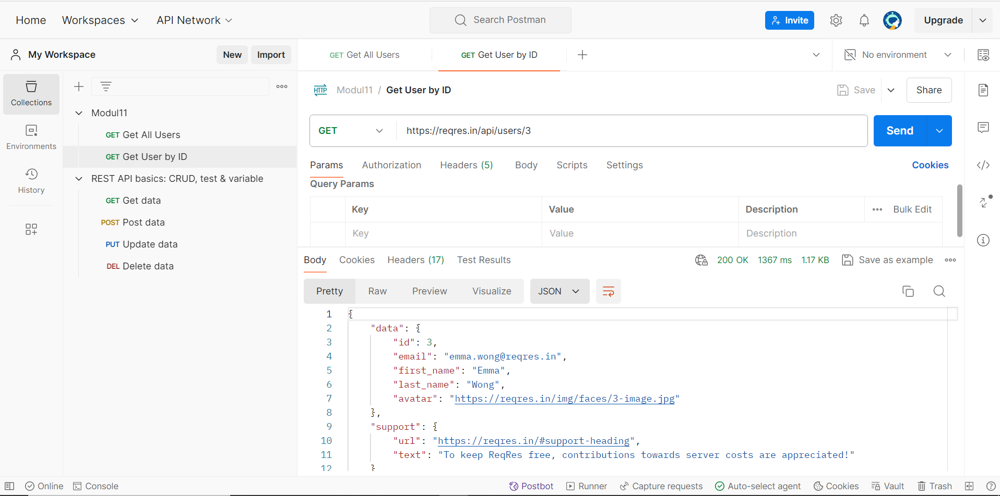 Home Workspaces API Network Search Postman Invite Upgrade
My Workspace New Import GET Get All Users GET Get User by ID No environment
Collections
Environments
History
Modul11
GET Get All Users
GET Get User by ID
REST API basics: CRUD, test & variable
GET Get data
POST Post data
PUT Update data
DEL Delete data
HTTP Modul11 / Get User by ID Save Share
GET https://reqres.in/api/users/3 Send
Params Authorization Headers (5) Body Scripts Settings Cookies
Query Params
Key Value Description Bulk Edit
Key Value Description
Body Cookies Headers (17) Test Results 200 OK 1367 ms 1.17 KB Save as example
Pretty Raw Preview Visualize JSON
1 {
2 "data": {
3 "id": 3,
4 "email": "emma.wong@reqres.in",
5 "first_name": "Emma",
6 "last_name": "Wong",
7 "avatar": "https://reqres.in/img/faces/3-image.jpg"
8 },
9 "support": {
10 "url": "https://reqres.in/#support-heading",
11 "text": "To keep ReqRes free, contributions towards server costs are appreciated!"
12 }
Online Console Postbot Runner Capture requests Auto-select agent Cookies Vault Trash